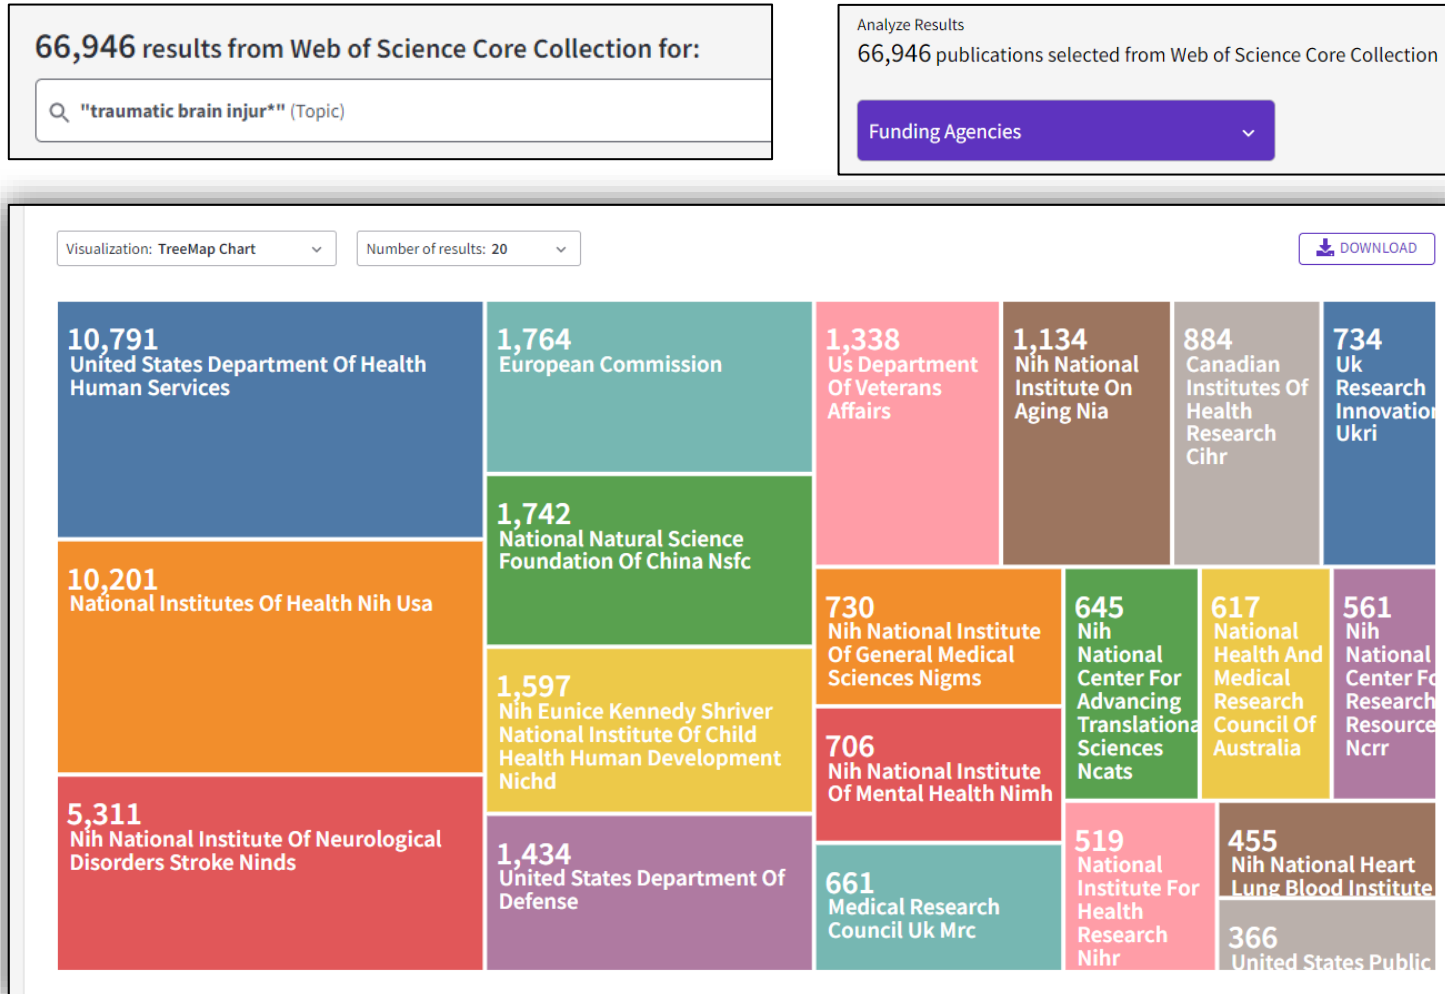 66,946 results from Web of Science Core Collection for:
"traumatic brain injur*" (Topic)
Analyze Results
66,946 publications selected from Web of Science Core Collection
Funding Agencies
Visualization: TreeMap Chart
Number of results: 20
DOWNLOAD
10,791
United States Department Of Health
Human Services
10,201
National Institutes Of Health Nih Usa
5,311
Nih National Institute Of Neurological
Disorders Stroke Ninds
1,764
European Commission
1,742
National Natural Science
Foundation Of China Nsfc
1,597
Nih Eunice Kennedy Shriver
National Institute Of Child
Health Human Development
Nichd
1,434
United States Department Of
Defense
1,338
Us Department
Of Veterans
Affairs
1,134
Nih National
Institute On
Aging Nia
884
Canadian
Institutes Of
Health
Research
Cihr
734
Uk
Research
Innovation
Ukri
730
Nih National Institute
Of General Medical
Sciences Nigms
706
Nih National Institute
Of Mental Health Nimh
661
Medical Research
Council Uk Mrc
645
Nih
National
Center For
Advancing
Translationa
Sciences
Ncats
617
National
Health And
Medical
Research
Council Of
Australia
561
Nih
National
Center Fo
Research
Resource
Ncrr
519
National
Institute For
Health
Research
Nihr
455
Nih National Heart
Lung Blood Institute
366
United States Public